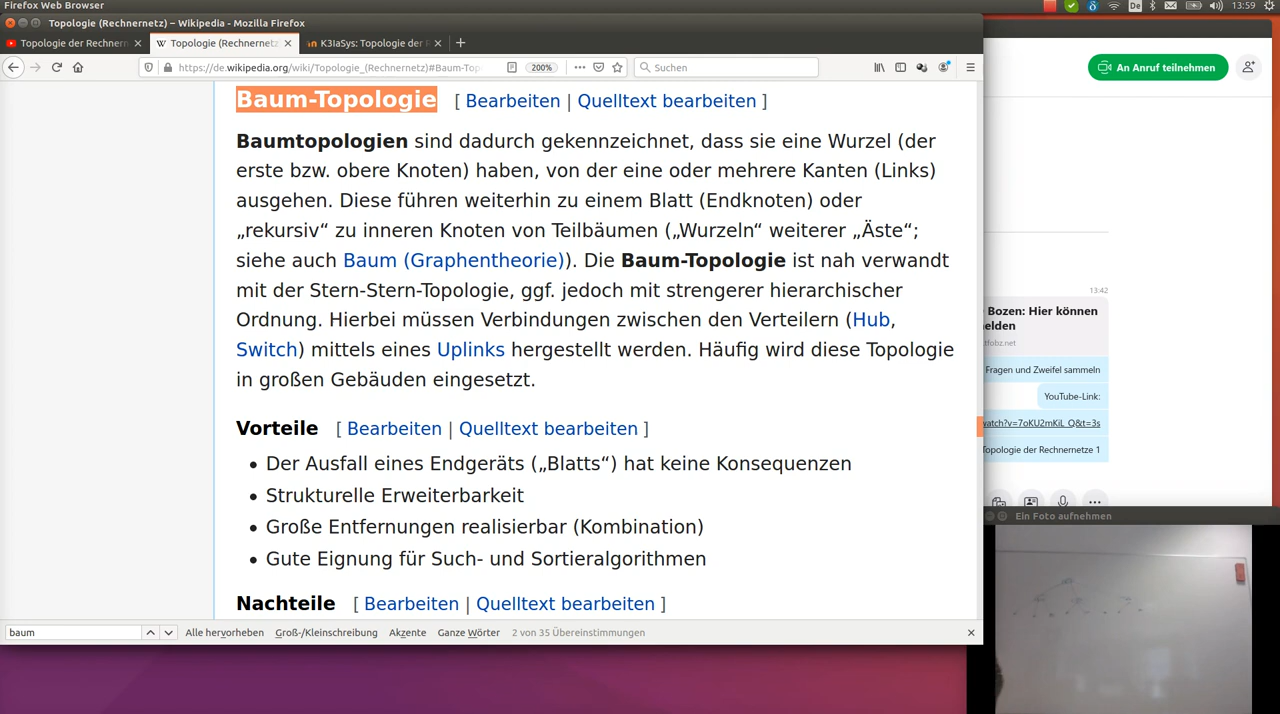 Firefox Web Browser
De
13:59
Topologie (Rechnernetz) – Wikipedia - Mozilla Firefox
Topologie der Rechnern
Topologie (Rechnernetz
K3IaSys: Topologie der R
https://de.wikipedia.org/wiki/Topologie_(Rechnernetz)#Baum-Top
200%
Suchen
An Anruf teilnehmen
Baum-Topologie [ Bearbeiten | Quelltext bearbeiten ]
Baumtopologien sind dadurch gekennzeichnet, dass sie eine Wurzel (der
erste bzw. obere Knoten) haben, von der eine oder mehrere Kanten (Links)
ausgehen. Diese führen weiterhin zu einem Blatt (Endknoten) oder
„rekursiv“ zu inneren Knoten von Teilbäumen („Wurzeln“ weiterer „Äste“;
siehe auch Baum (Graphentheorie)). Die Baum-Topologie ist nah verwandt
mit der Stern-Stern-Topologie, ggf. jedoch mit strengerer hierarchischer
Ordnung. Hierbei müssen Verbindungen zwischen den Verteilern (Hub,
Switch) mittels eines Uplinks hergestellt werden. Häufig wird diese Topologie
in großen Gebäuden eingesetzt.
Vorteile [ Bearbeiten | Quelltext bearbeiten ]
Der Ausfall eines Endgeräts („Blatts“) hat keine Konsequenzen
Strukturelle Erweiterbarkeit
Große Entfernungen realisierbar (Kombination)
Gute Eignung für Such- und Sortieralgorithmen
Nachteile [ Bearbeiten | Quelltext bearbeiten ]
baum
Alle hervorheben
Groß-/Kleinschreibung
Akzente
Ganze Wörter
2 von 35 Übereinstimmungen
13:42
Bozen: Hier können
elden
tfobz.net
Fragen und Zweifel sammeln
YouTube-Link:
watch?v=7oKU2mKiL_Q&t=3s
Topologie der Rechnernetze 1
Ein Foto aufnehmen